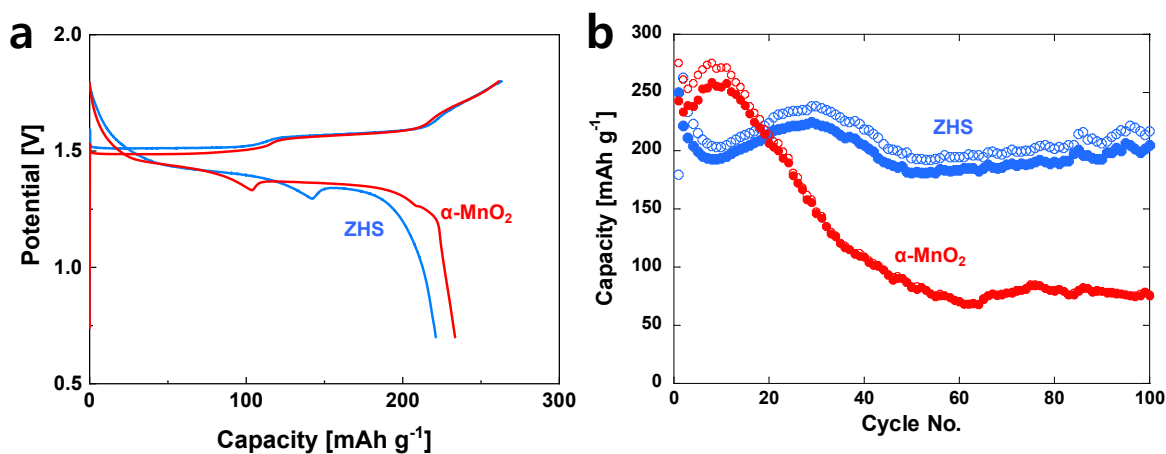 a
2.0
1.5
1.0
0.5
Potential [V]
ZHS
α-MnO₂
0
100
200
300
Capacity [mAh g⁻¹]
b
300
250
200
150
100
50
0
Capacity [mAh g⁻¹]
ZHS
α-MnO₂
0
20
40
60
80
100
Cycle No.